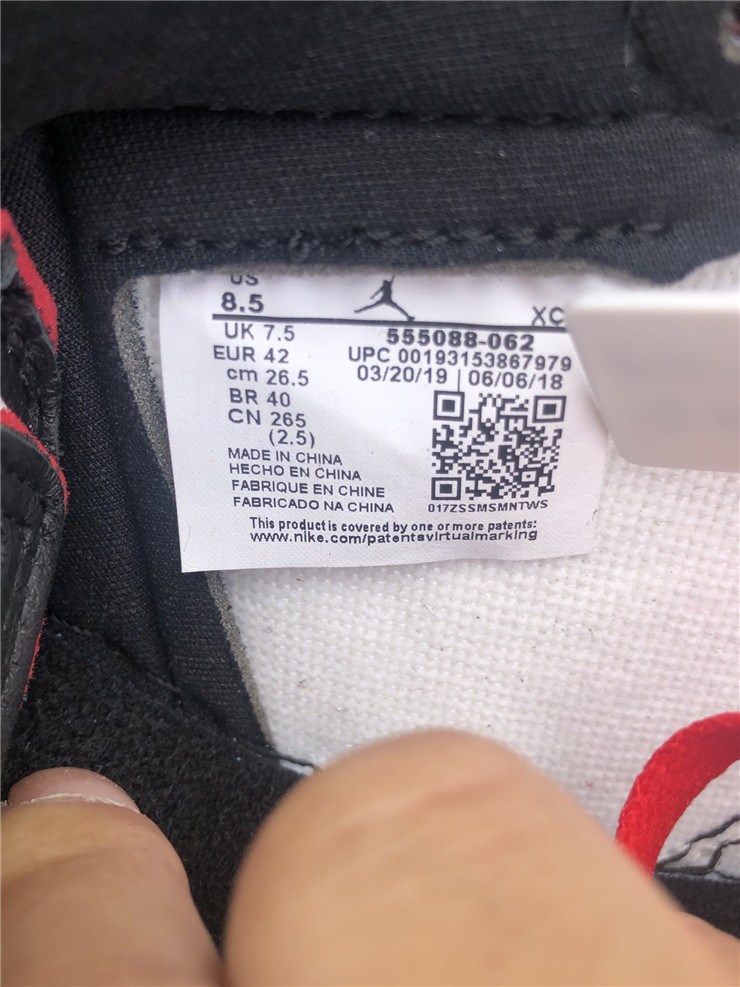 US
8.5
XC
UK 7.5
555088-062
EUR 42
UPC 00193153867979
cm 26.5
03/20/19 | 06/06/18
BR 40
CN 265
(2.5)
MADE IN CHINA
HECHO EN CHINA
FABRIQUE EN CHINE
FABRICADO NA CHINA
017ZSSMSMNTWS
This product is covered by one or more patents:
www.nike.com/patentsvirtualmarking